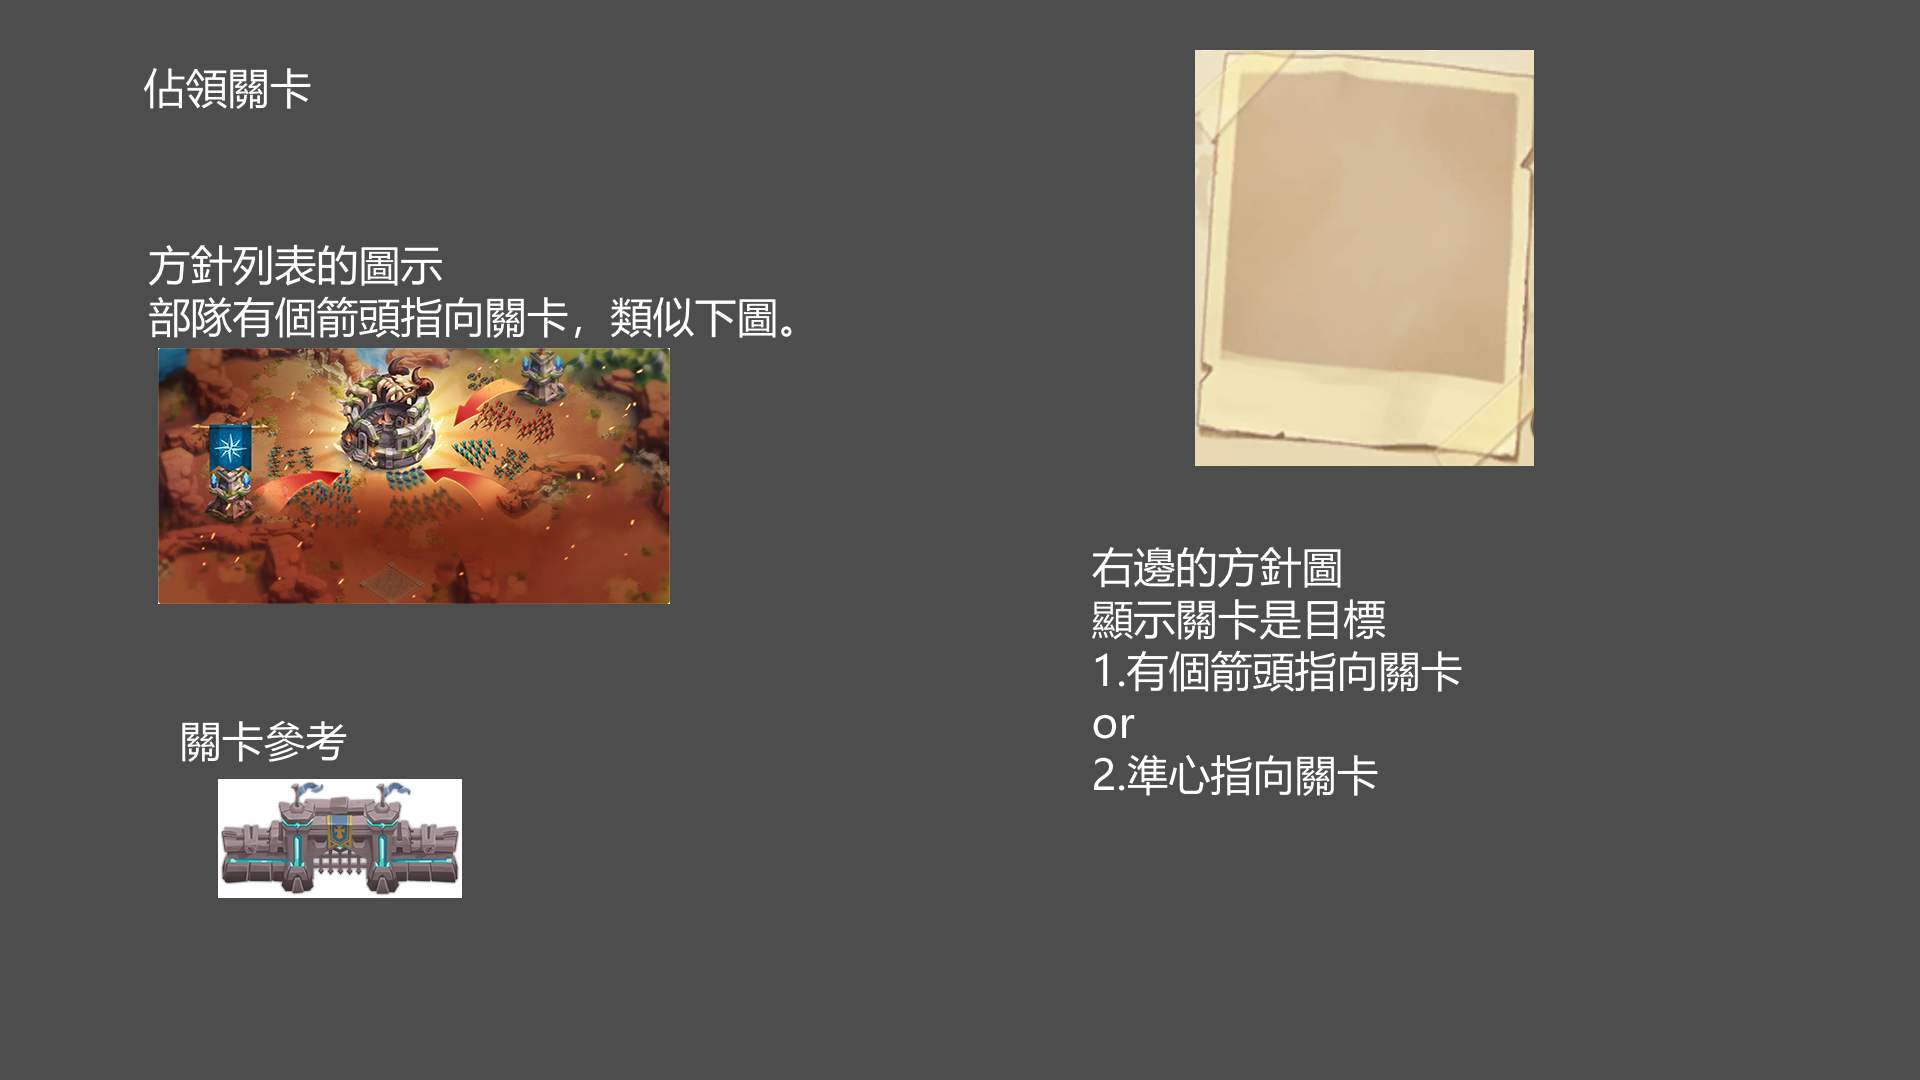 佔領關卡
方針列表的圖示
部隊有個箭頭指向關卡，類似下圖。
關卡參考
右邊的方針圖
顯示關卡是目標
1.有個箭頭指向關卡
or
2.準心指向關卡